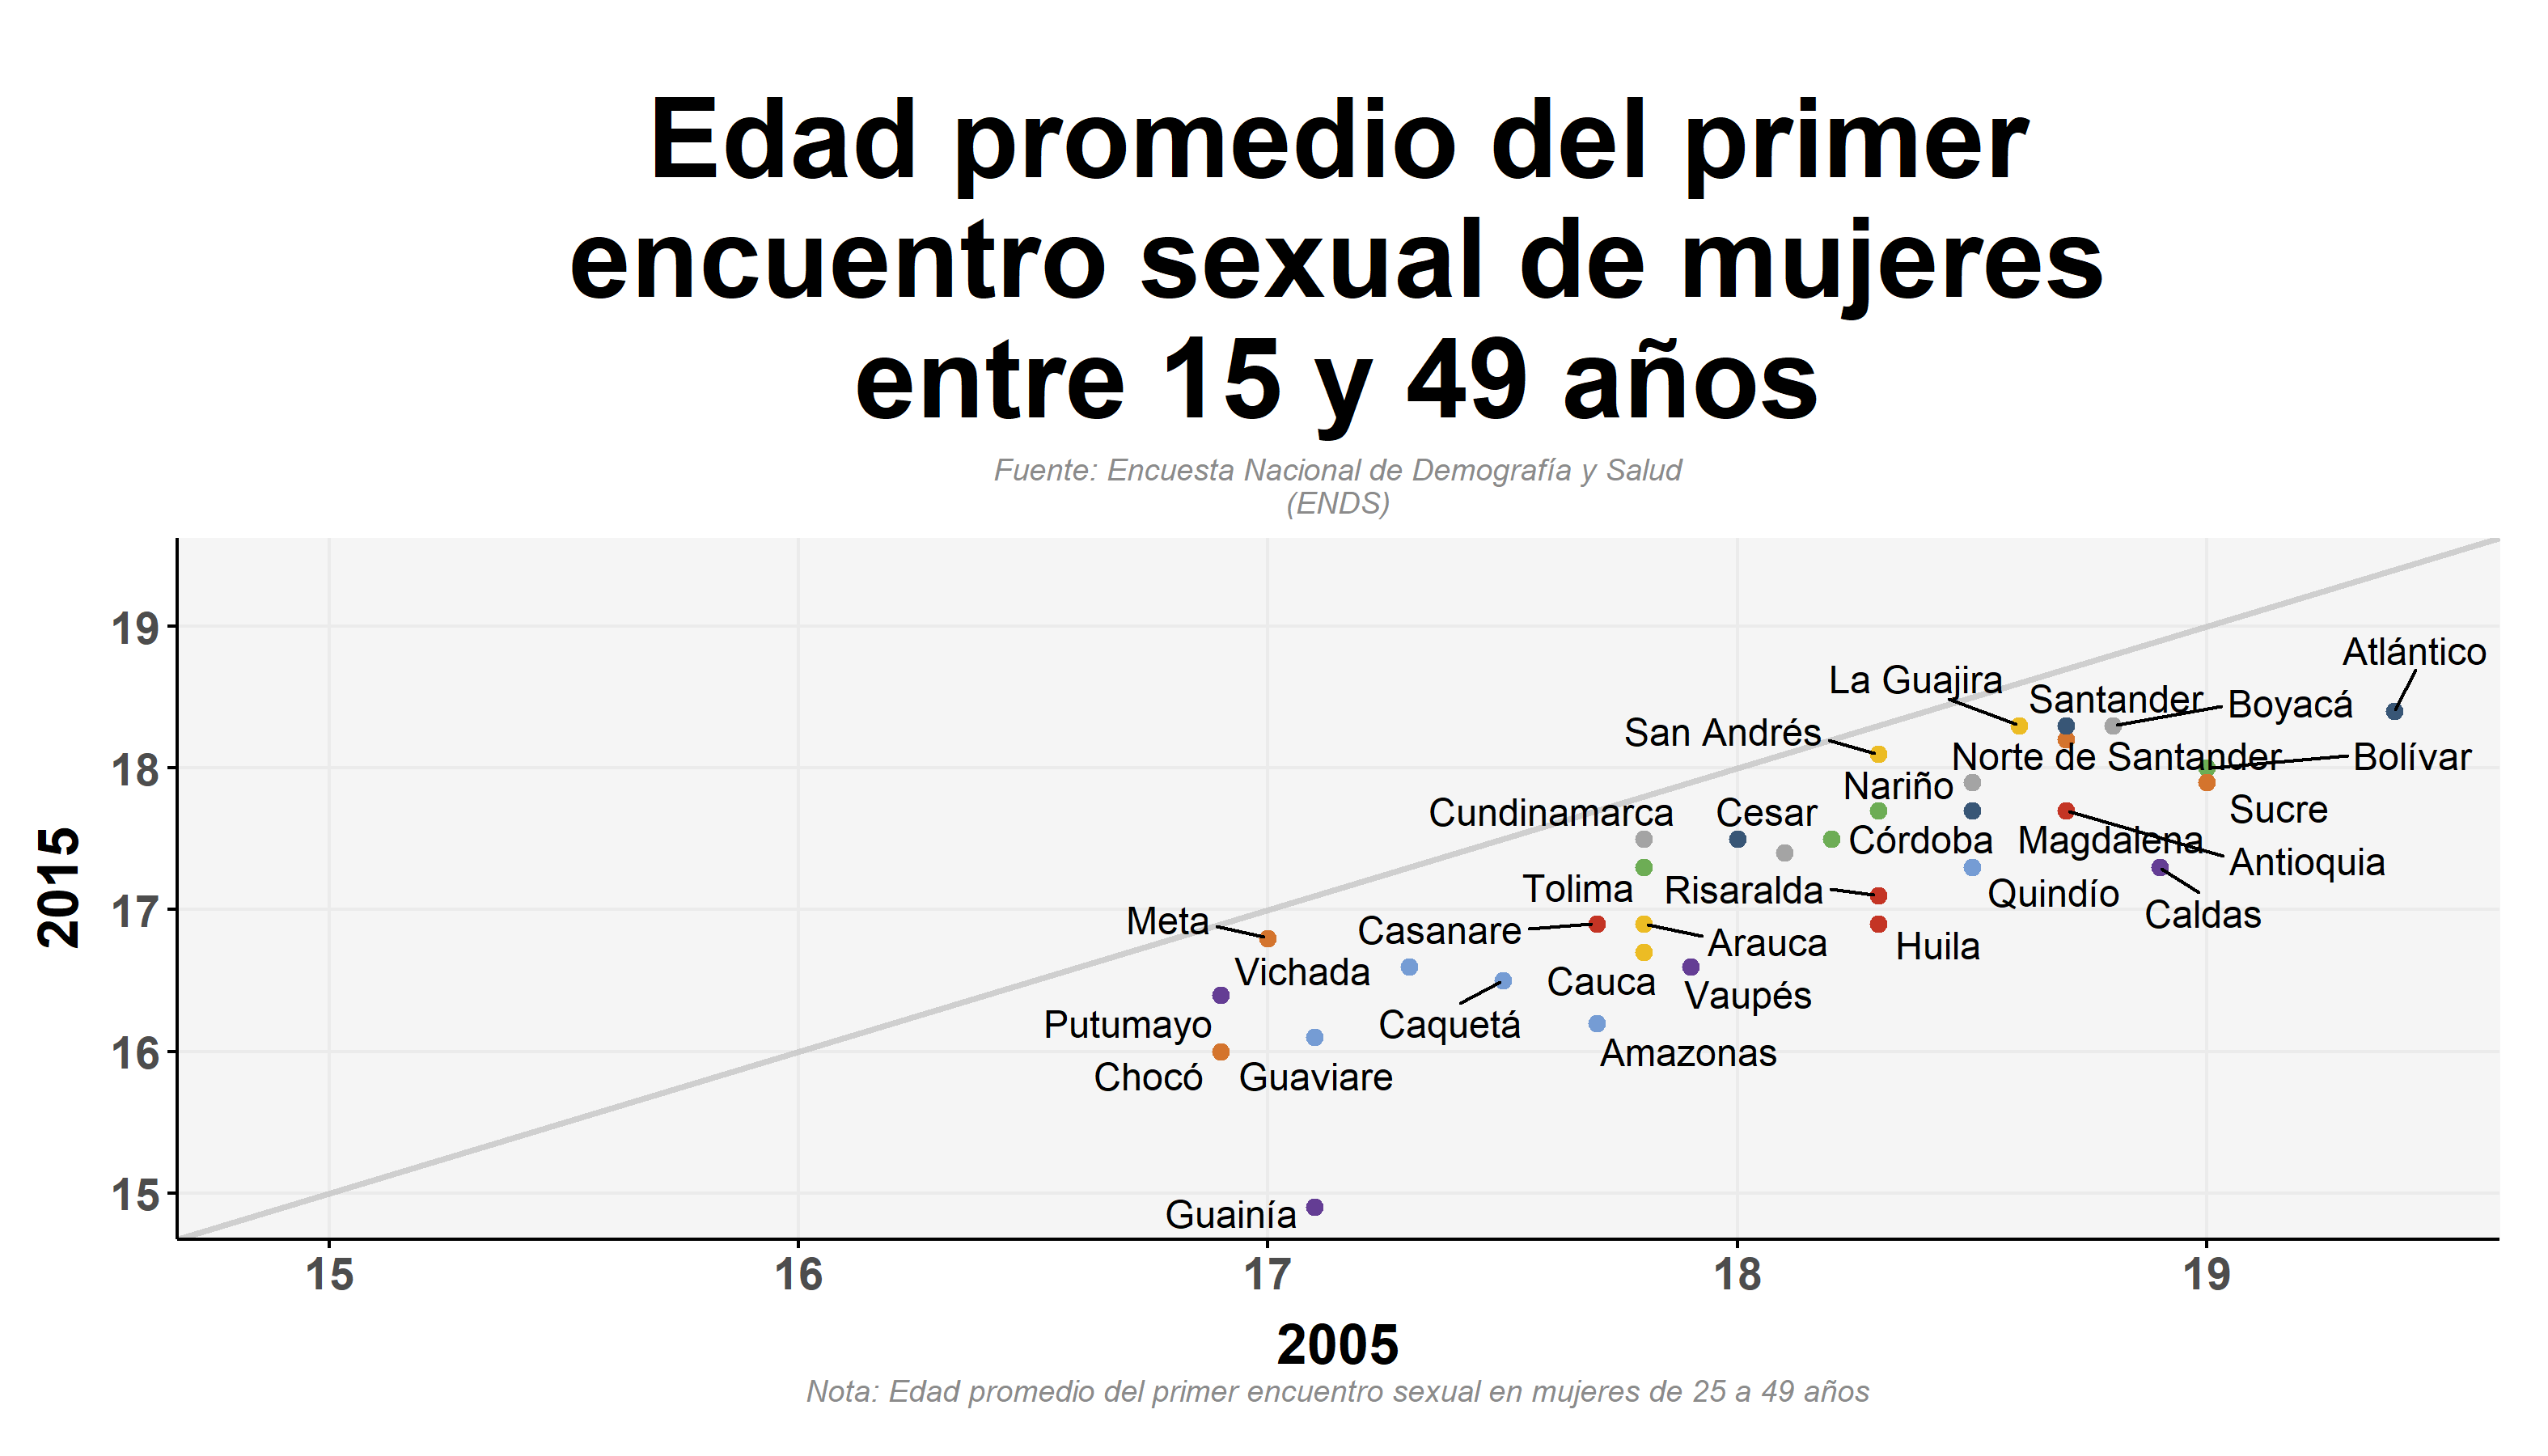 Edad promedio del primer
encuentro sexual de mujeres
entre 15 y 49 años
Fuente: Encuesta Nacional de Demografía y Salud
(ENDS)
2015
19
18
17
16
15
Atlántico
La Guajira
Santander
Boyacá
San Andrés
Norte de Santander
Bolívar
Nariño
Cundinamarca
Cesar
Sucre
Córdoba
Magdalena
Antioquia
Tolima
Risaralda
Quindío
Caldas
Meta
Casanare
Arauca
Huila
Vichada
Cauca
Vaupés
Putumayo
Caquetá
Amazonas
Chocó
Guaviare
Guainía
15
16
17
18
19
2005
Nota: Edad promedio del primer encuentro sexual en mujeres de 25 a 49 años